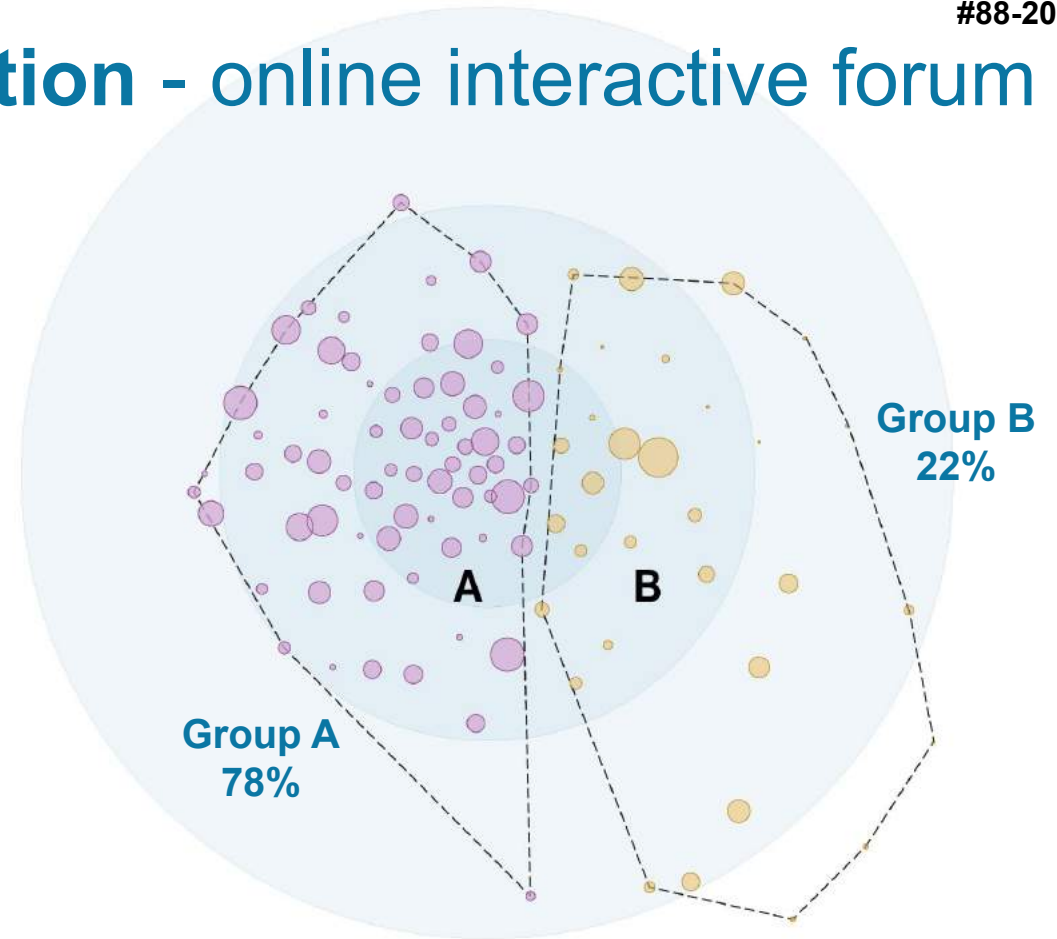 #88-20
tion - online interactive forum
Group B
22%
A
B
Group A
78%